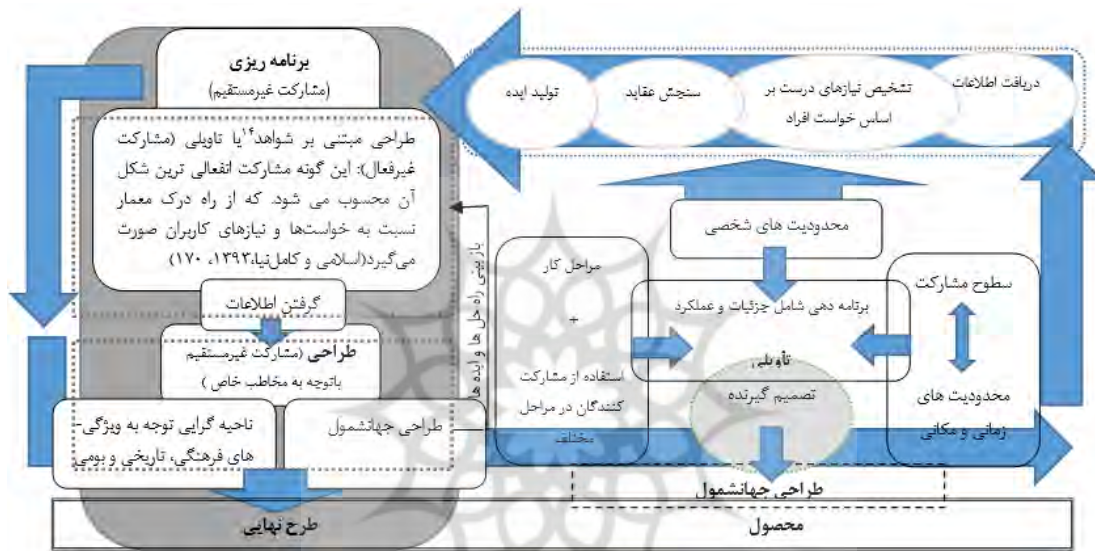 برنامه ریزی
(مشارکت غیرمستقیم)
طراحی مبتنی بر شواهد۱۴یا تاویلی (مشارکت
غیرفعال): این گونه مشارکت انفعالی ترین شکل
آن محسوب می شود. که از راه درک معمار
نسبت به خواست‌ها و نیازهای کاربران صورت
می‌گیرد(اسلامی و کامل‌نیا،۱۳۹۳، ۱۷۰)
گرفتن اطلاعات
طراحی (مشارکت غیرمستقیم
باتوجه به مخاطب خاص )
طراحی جهانشمول
ناحیه گرایی توجه به ویژگی-
های فرهنگی، تاریخی و بومی
طرح نهایی
بازبینی راه حل ها و ایده ها
دریافت اطلاعات
تشخیص نیازهای درست بر
اساس خواست افراد
سنجش عقاید
تولید ایده
محدودیت های شخصی
سطوح مشارکت
محدودیت های
زمانی و مکانی
برنامه دهی شامل جزئیات و عملکرد
تأویلی
تصمیم گیرنده
مراحل کار
+
استفاده از مشارکت
کنندگان در مراحل
مختلف
طراحی جهانشمول
محصول